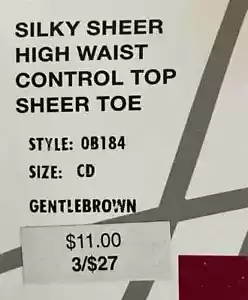 SILKY SHEER
HIGH WAIST
CONTROL TOP
SHEER TOE
STYLE: 0B184
SIZE: CD
GENTLEBROWN
$11.00
3/$27